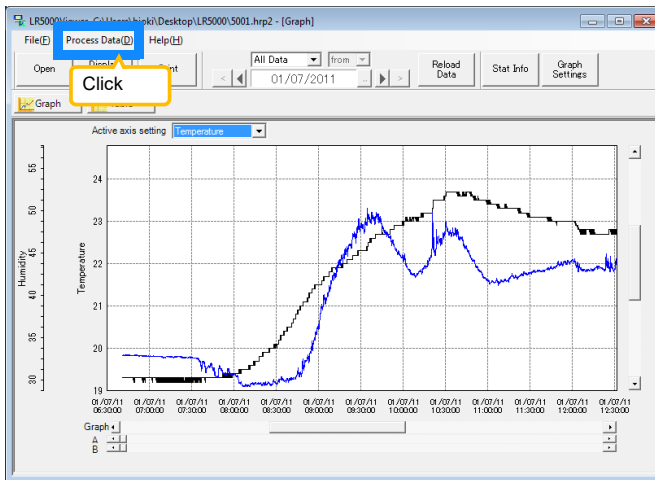 LR5000Viewer C:\Users\hioki\Desktop\LR5000\5001.hrp2 - [Graph]
File(F) Process Data(D) Help(H)
Open
All Data from
01/07/2011 ..
< >
Reload
Data
Stat Info
Graph
Settings
Click
Graph
Active axis setting Temperature
Humidity
55
50
45
40
35
30
Temperature
24
23
22
21
20
19
01/07/11 01/07/11 01/07/11 01/07/11 01/07/11 01/07/11 01/07/11 01/07/11 01/07/11 01/07/11 01/07/11 01/07/11 01/07/11
06:30:00 07:00:00 07:30:00 08:00:00 08:30:00 09:00:00 09:30:00 10:00:00 10:30:00 11:00:00 11:30:00 12:00:00 12:30:00
Graph
A
B